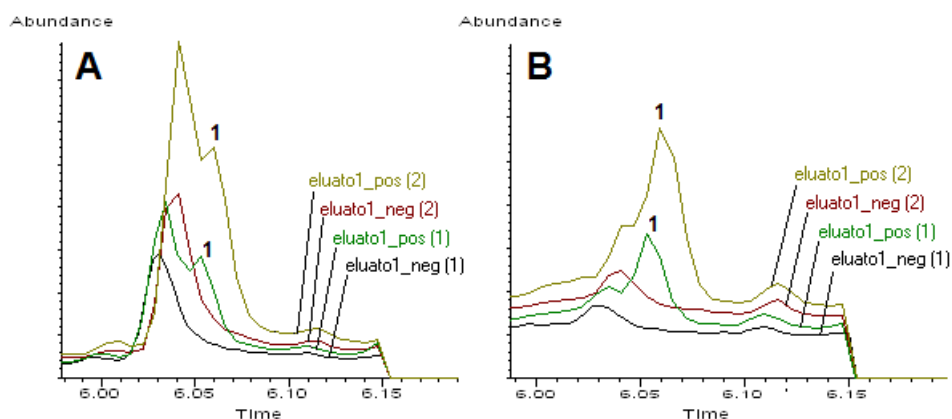 Abundance
A
1
1
eluato1_pos (2)
eluato1_neg (2)
eluato1_pos (1)
eluato1_neg (1)
6.00
6.05
6.10
6.15
Time
Abundance
B
1
1
eluato1_pos (2)
eluato1_neg (2)
eluato1_pos (1)
eluato1_neg (1)
6.00
6.05
6.10
6.15
Time